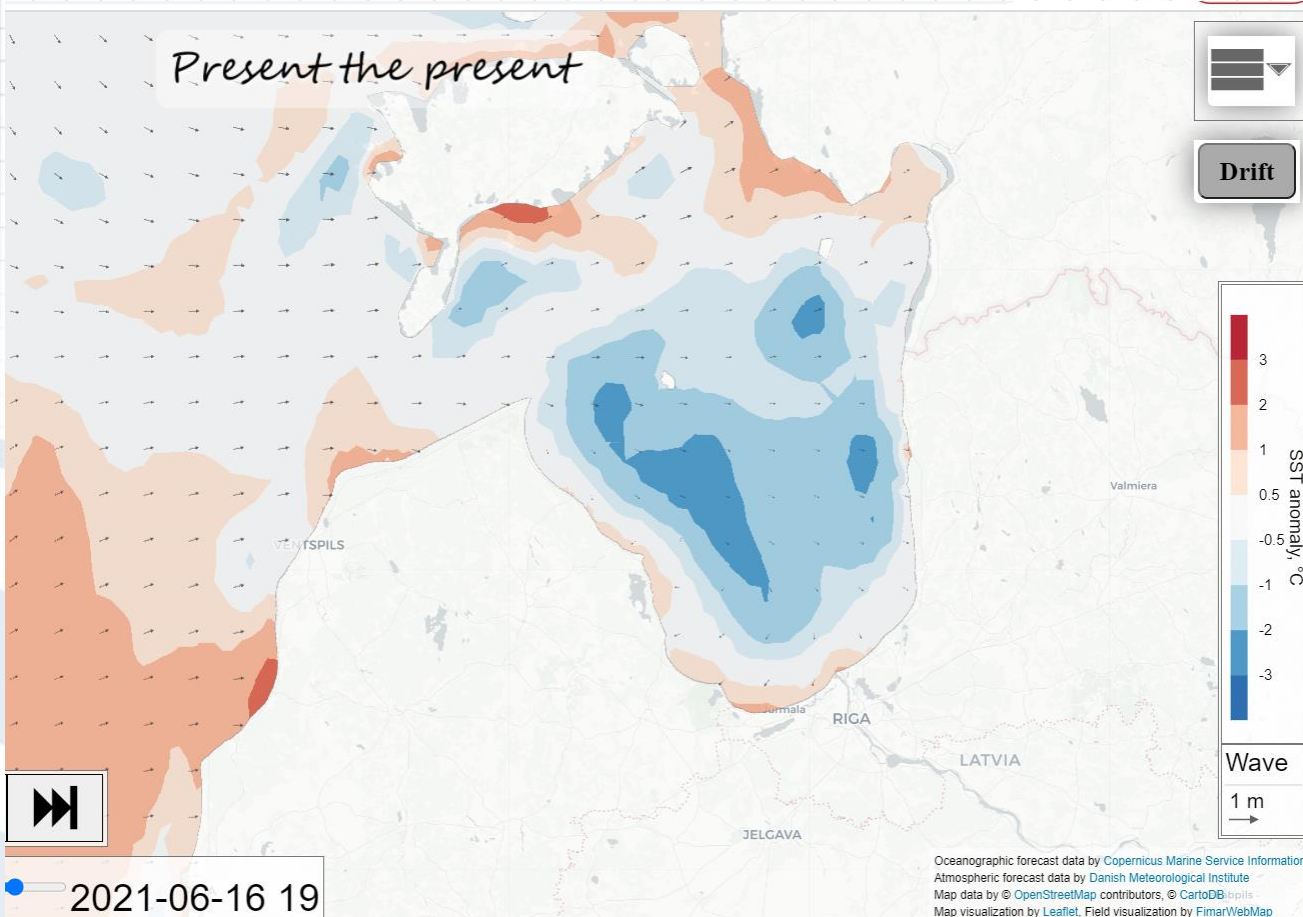 Present the present
Drift
3
2
1
0.5
-0.5
-1
-2
-3
SST anomaly, °C
Wave
1 m
VENTSPILS
Valmiera
RIGA
LATVIA
JELGAVA
2021-06-16 19
Oceanographic forecast data by Copernicus Marine Service Information
Atmospheric forecast data by Danish Meteorological Institute
Map data by © OpenStreetMap contributors, © CartoDB
Map visualization by Leaflet, Field visualization by FimarWebMap